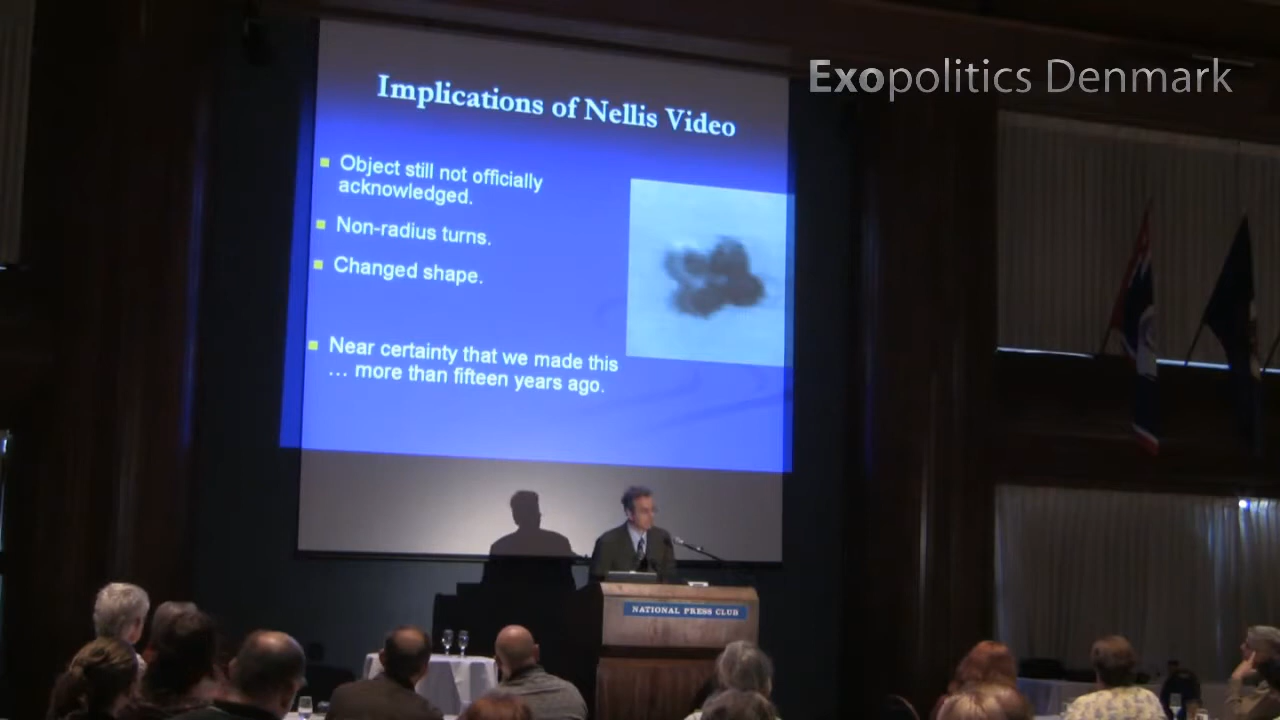 Exopolitics Denmark
Implications of Nellis Video
Object still not officially
acknowledged.
Non-radius turns.
Changed shape.
Near certainty that we made this
... more than fifteen years ago.
NATIONAL PRESS CLUB